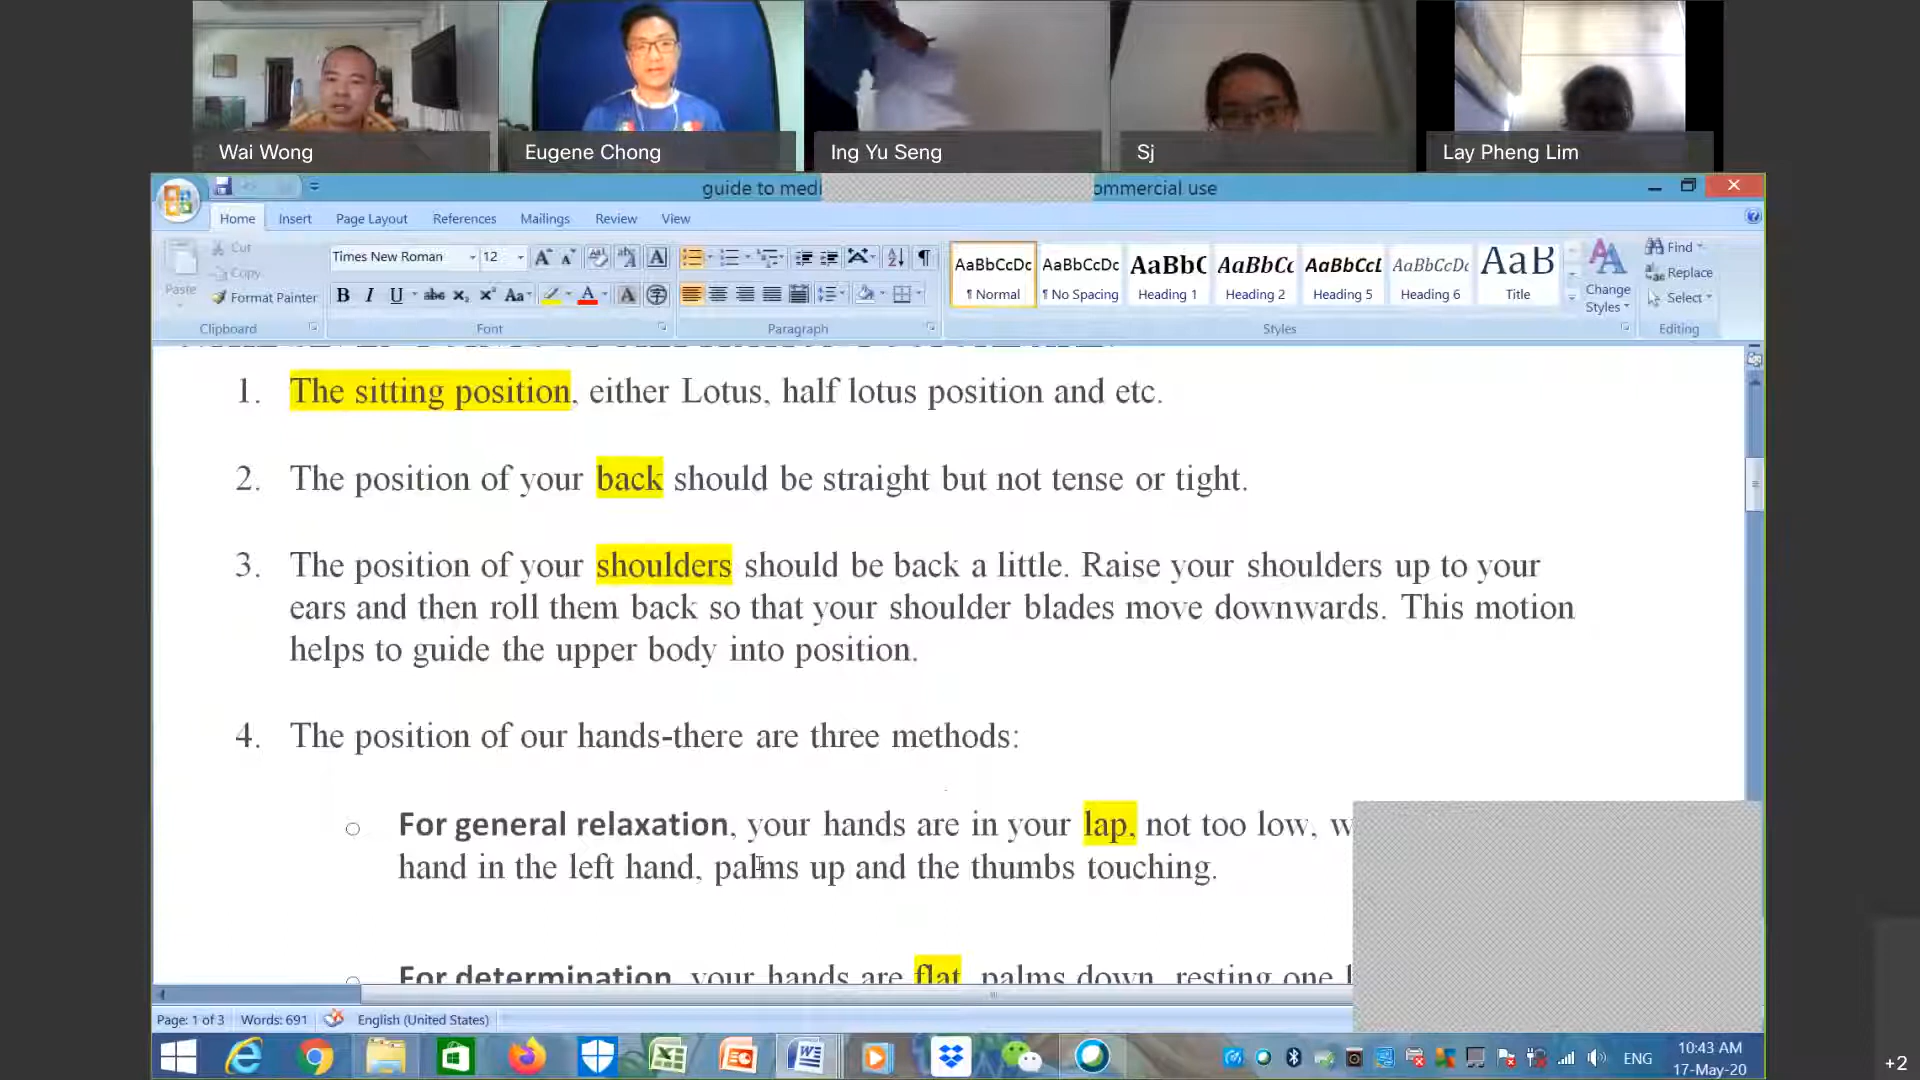 Wai Wong
Eugene Chong
Ing Yu Seng
Sj
Lay Pheng Lim
guide to medi
ommercial use
Home Insert Page Layout References Mailings Review View
Cut
Copy
Paste
Format Painter
Clipboard
Times New Roman 12
Font
Paragraph
AaBbCcDc AaBbCcDc AaBbC AaBbCc AaBbCcL AaBbCcDc AaB
¶ Normal ¶ No Spacing Heading 1 Heading 2 Heading 5 Heading 6 Title
Change
Styles
Styles
Find
Replace
Select
Editing
1. The sitting position, either Lotus, half lotus position and etc.
2. The position of your back should be straight but not tense or tight.
3. The position of your shoulders should be back a little. Raise your shoulders up to your
ears and then roll them back so that your shoulder blades move downwards. This motion
helps to guide the upper body into position.
4. The position of our hands-there are three methods:
For general relaxation, your hands are in your lap, not too low, w
hand in the left hand, palms up and the thumbs touching.
For determination, your hands are flat, palms down, resting one
Page: 1 of 3 Words: 691 English (United States)
ENG
10:43 AM
17-May-20
+2